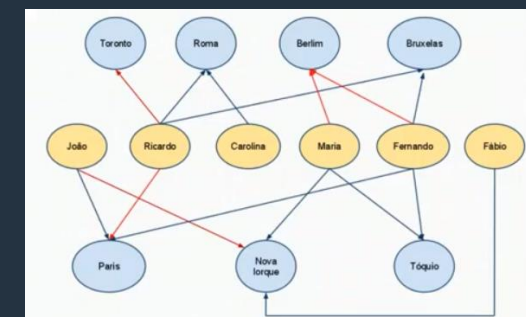 Toronto
Roma
Berlim
Bruxelas
João
Ricardo
Carolina
Maria
Fernando
Fábio
Paris
Nova
Iorque
Tóquio